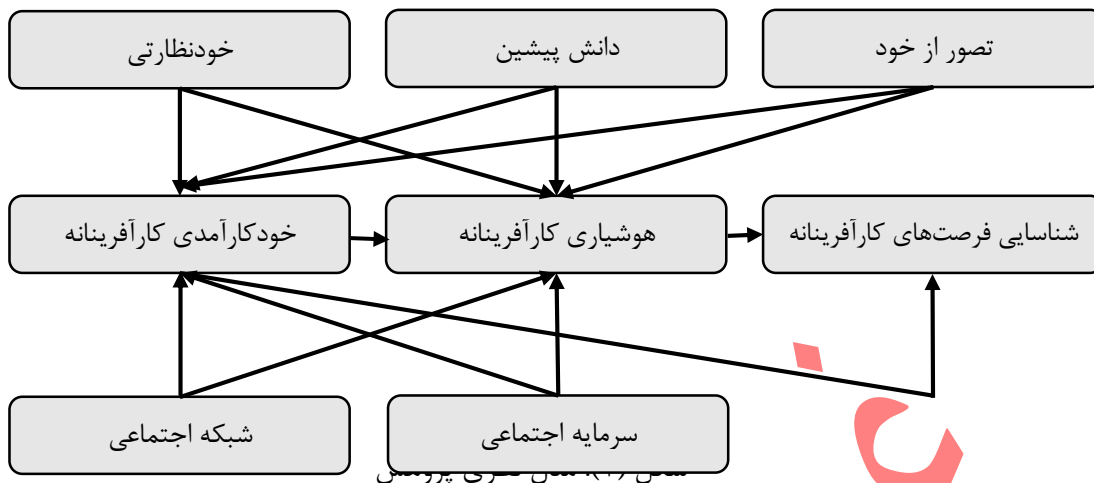 تصور از خود
دانش پیشین
خودنظارتی
شناسایی فرصت‌های کارآفرینانه
هوشیاری کارآفرینانه
خودکارآمدی کارآفرینانه
سرمایه اجتماعی
شبکه اجتماعی